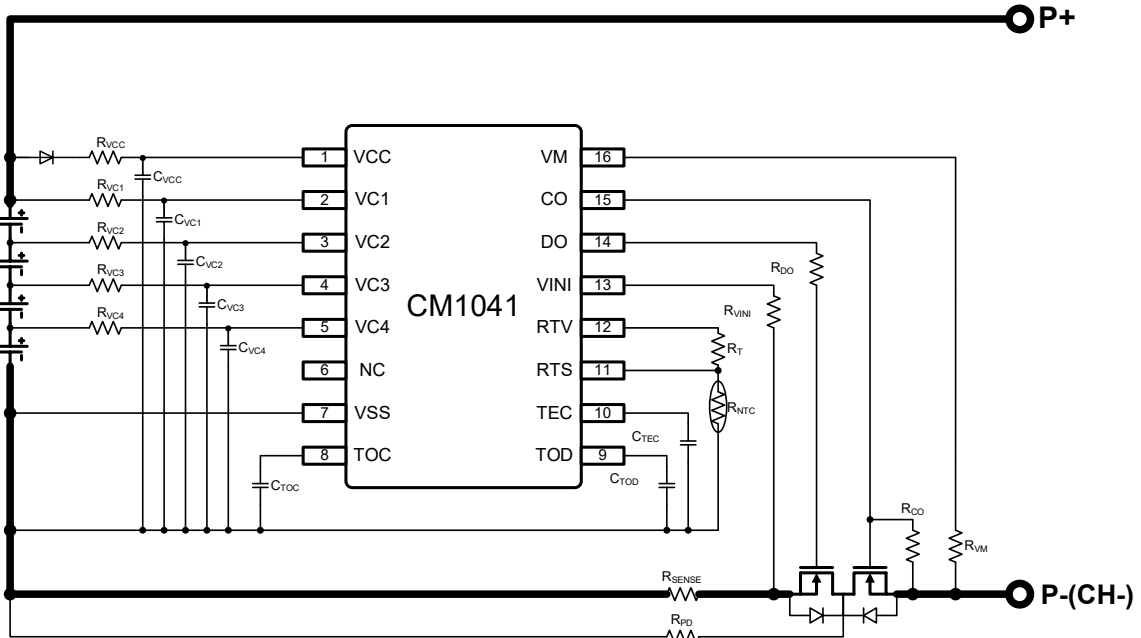 P+
RVCC
1 VCC
VM 16
CVCC
RVC1
2 VC1
CO 15
CVC1
RVC2
3 VC2
DO 14
CVC2
RDO
RVC3
4 VC3
VINI 13
CVC3
CM1041
RVINI
RVC4
5 VC4
RTV 12
CVC4
RT
6 NC
RTS 11
RNTC
7 VSS
TEC 10
CTEC
8 TOC
TOD 9
CTOC
CTOD
RCO
RVM
RSENSE
P-(CH-)
RPD